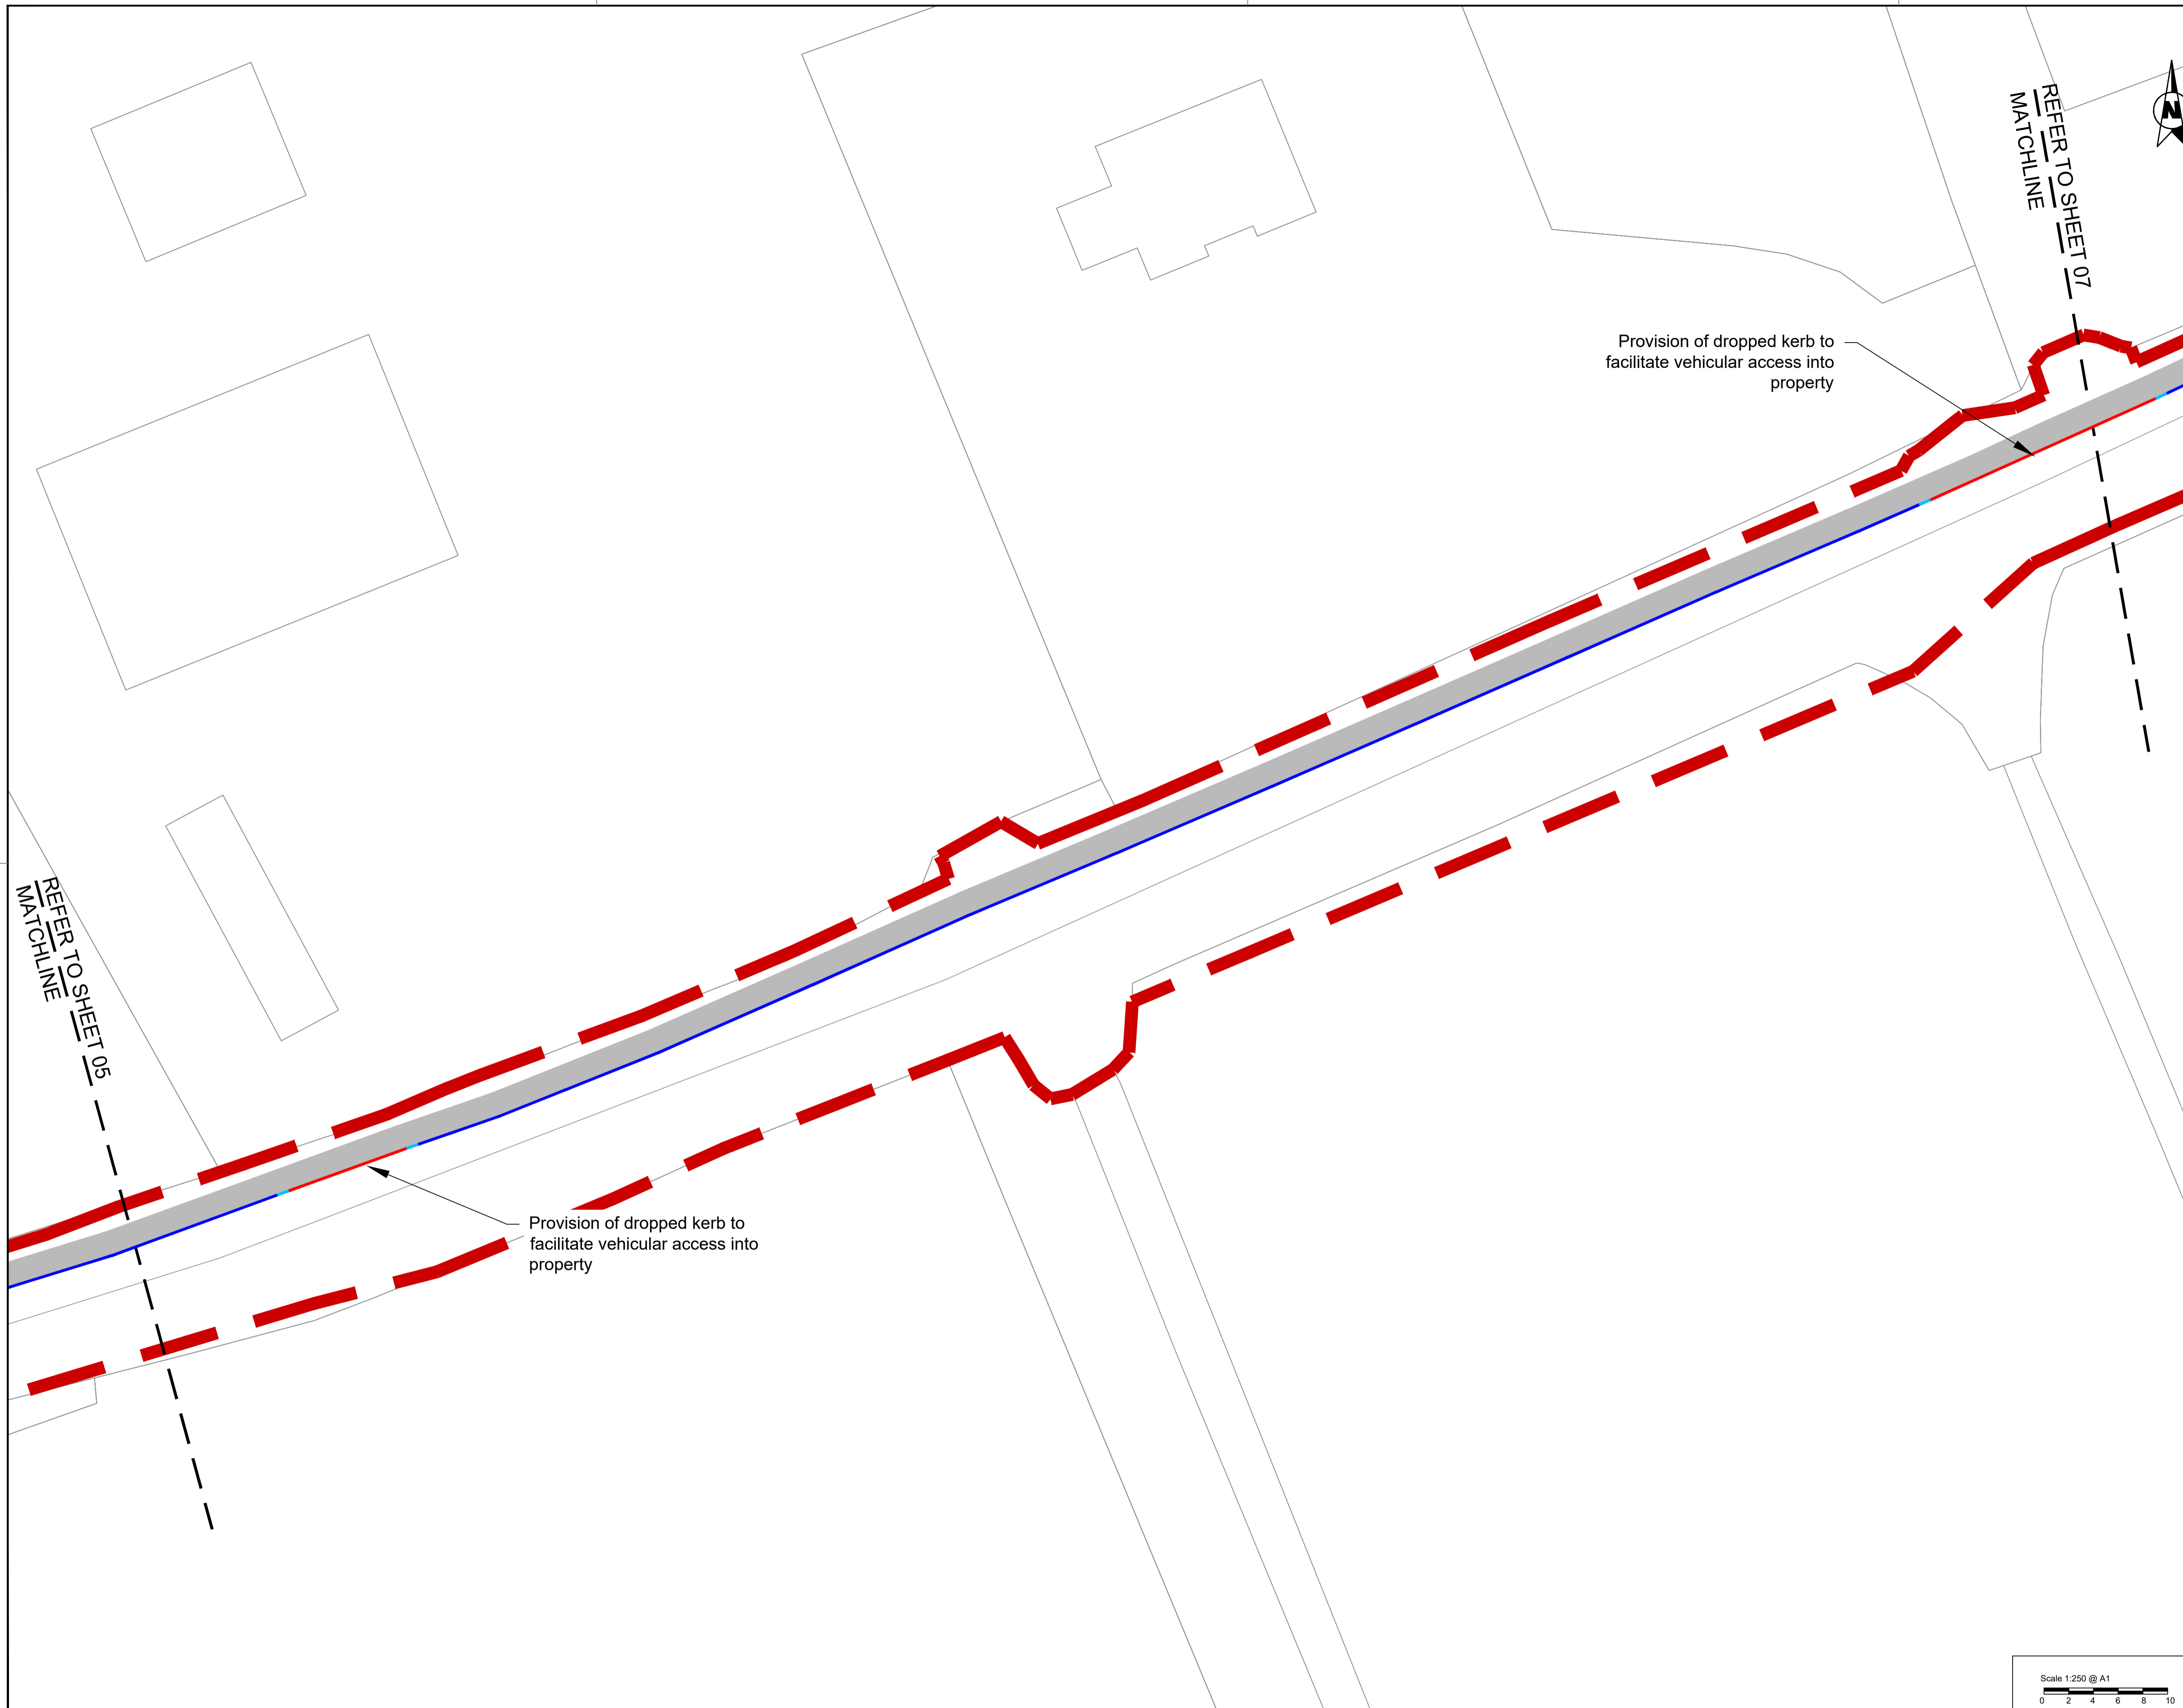 REFER TO SHEET 07
MATCHLINE
N
Provision of dropped kerb to
facilitate vehicular access into
property
REFER TO SHEET 05
MATCHLINE
Provision of dropped kerb to
facilitate vehicular access into
property
Scale 1:250 @ A1
0 2 4 6 8 10